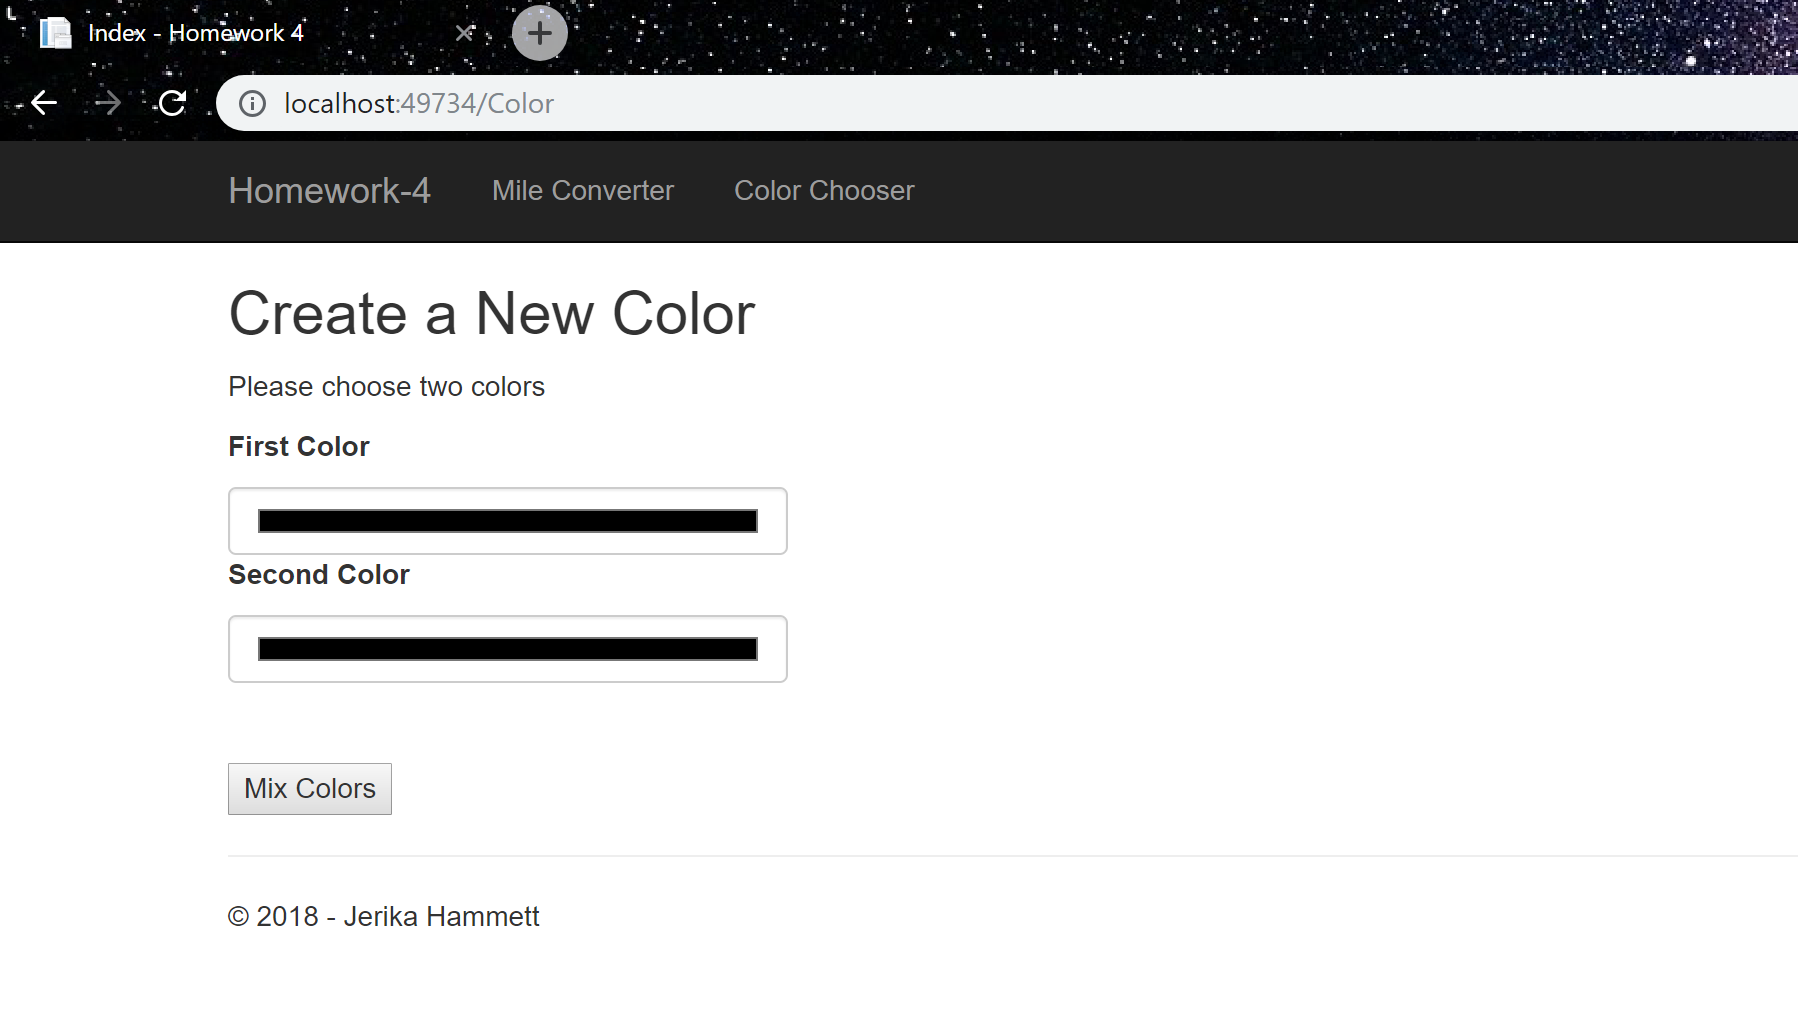 Index - Homework 4
localhost:49734/Color
Homework-4 Mile Converter Color Chooser
Create a New Color
Please choose two colors
First Color
Second Color
Mix Colors
© 2018 - Jerika Hammett